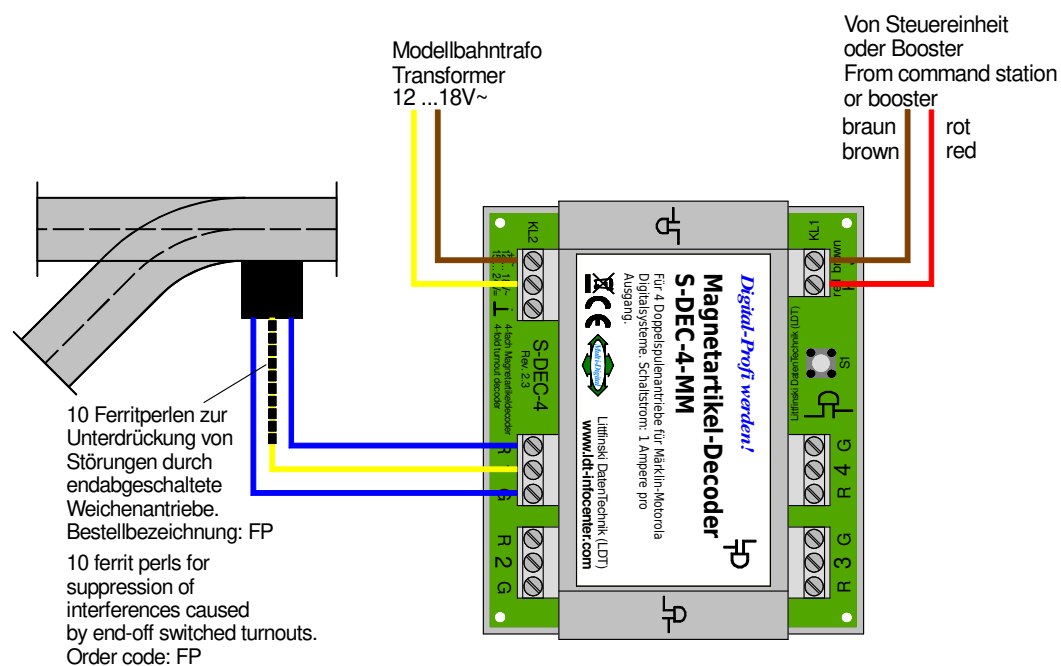 Modellbahntrafo
Transformer
12 ...18V~
Von Steuereinheit
oder Booster
From command station
or booster
braun
brown
rot
red
10 Ferritperlen zur
Unterdrückung von
Störungen durch
endabgeschaltete
Weichenantriebe.
Bestellbezeichnung: FP
10 ferrit perls for
suppression of
interferences caused
by end-off switched turnouts.
Order code: FP
KL2
S-DEC-4
Rev. 2.3
4-fach Magnetartikeldecoder
4-fold turnout decoder
R
G
R 2 G
Digital-Profi werden!
Magnetartikel-Decoder
S-DEC-4-MM
Für 4 Doppelspulenantriebe für Märklin-Motorola
Digitalsysteme. Schaltstrom: 1 Ampere pro
Ausgang.
CE
Multi-Digital
Littfinski DatenTechnik (LDT)
www.ldt-infocenter.com
KL1
brown
S1
Littfinski DatenTechnik (LDT)
R 4 G
R 3 G